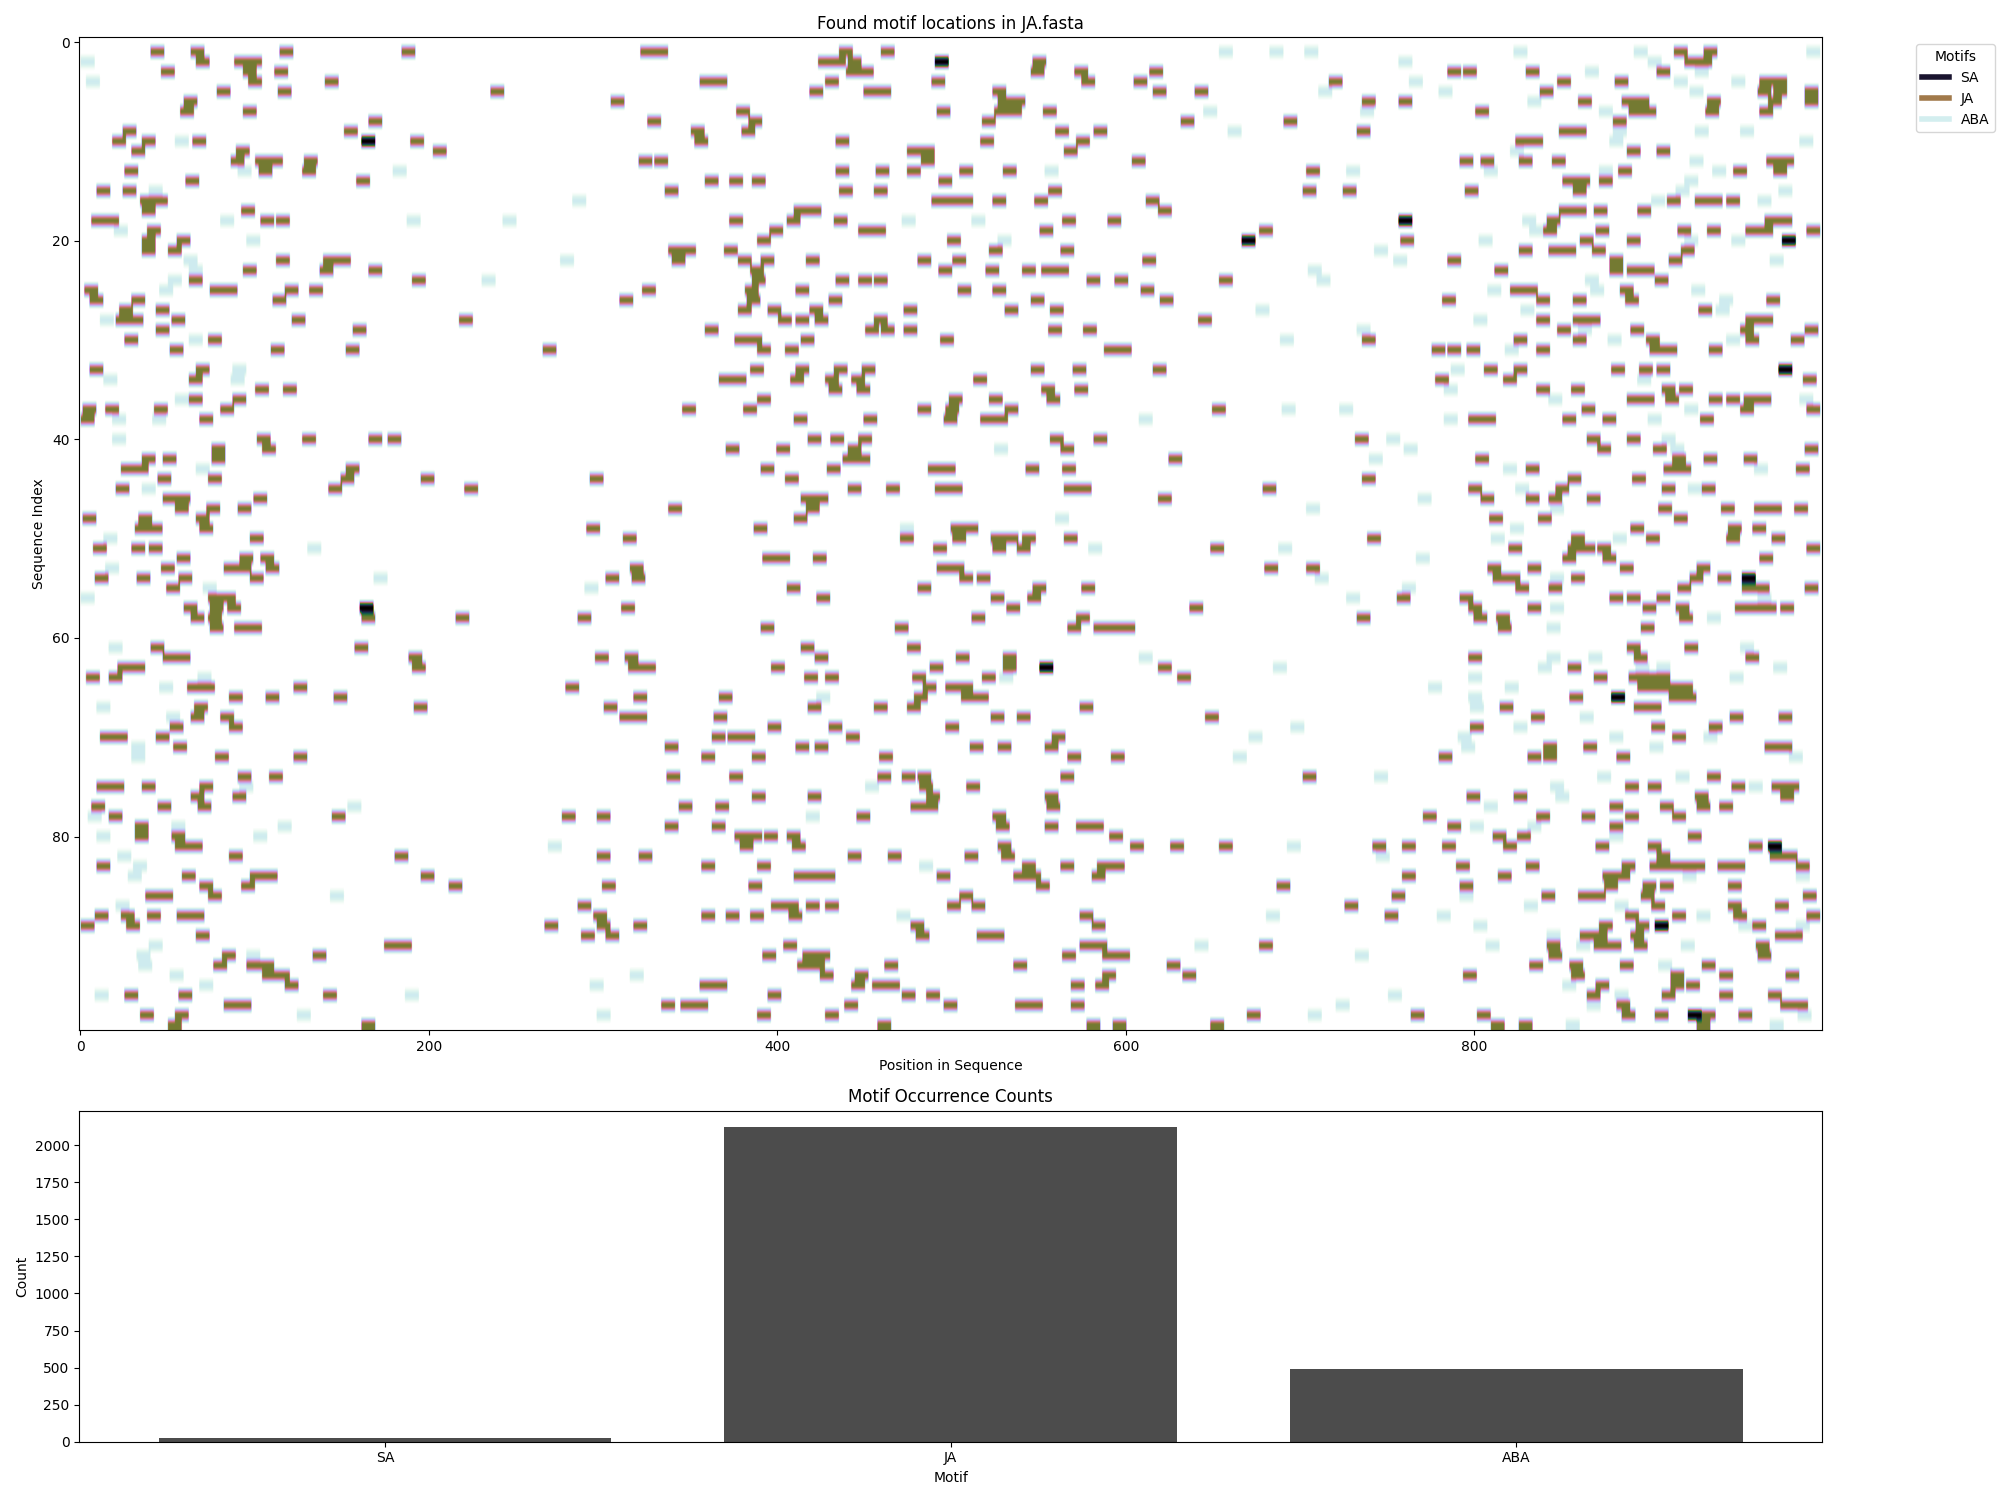 Found motif locations in JA.fasta
Motifs
SA
JA
ABA
0
20
40
60
80
Sequence Index
0 200 400 600 800
Position in Sequence
Motif Occurrence Counts
2000
1750
1500
1250
1000
750
500
250
0
Count
SA JA ABA
Motif